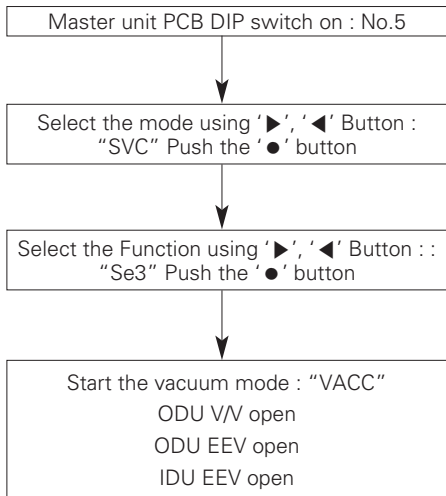 Master unit PCB DIP switch on : No.5
Select the mode using ‘▶’, ‘◀’ Button :
“SVC” Push the ‘●’ button
Select the Function using ‘▶’, ‘◀’ Button : :
“Se3” Push the ‘●’ button
Start the vacuum mode : “VACC”
ODU V/V open
ODU EEV open
IDU EEV open